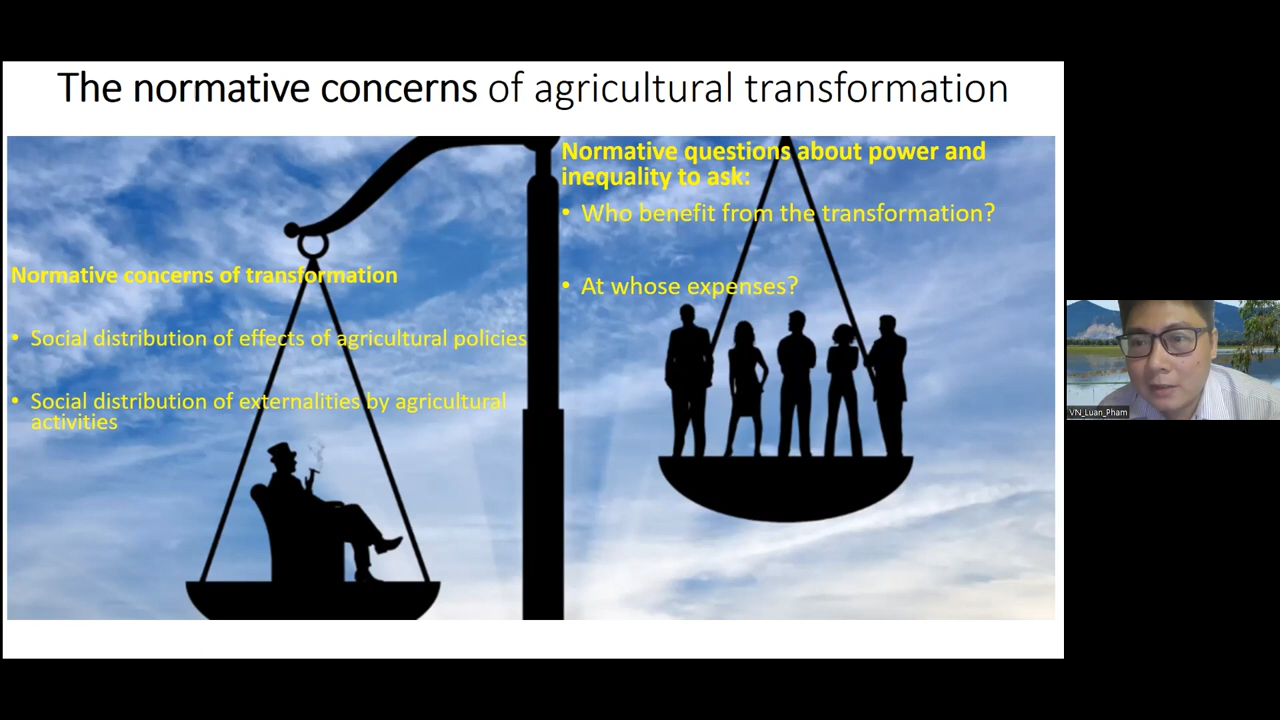 The normative concerns of agricultural transformation
Normative concerns of transformation
• Social distribution of effects of agricultural policies
• Social distribution of externalities by agricultural
activities
Normative questions about power and
inequality to ask:
• Who benefit from the transformation?
• At whose expenses?
VN_Luan_Pham